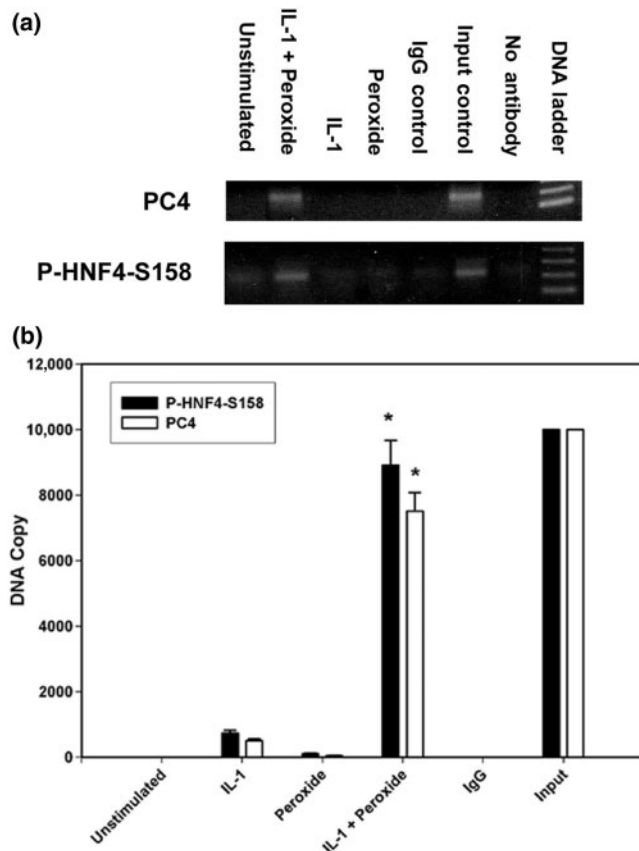 (a)
Unstimulated
IL-1 + Peroxide
IL-1
Peroxide
IgG control
Input control
No antibody
DNA ladder
PC4
P-HNF4-S158
(b)
12,000
10,000
8000
6000
4000
2000
0
DNA Copy
P-HNF4-S158
PC4
*
*
Unstimulated
IL-1
Peroxide
IL-1 + Peroxide
IgG
Input